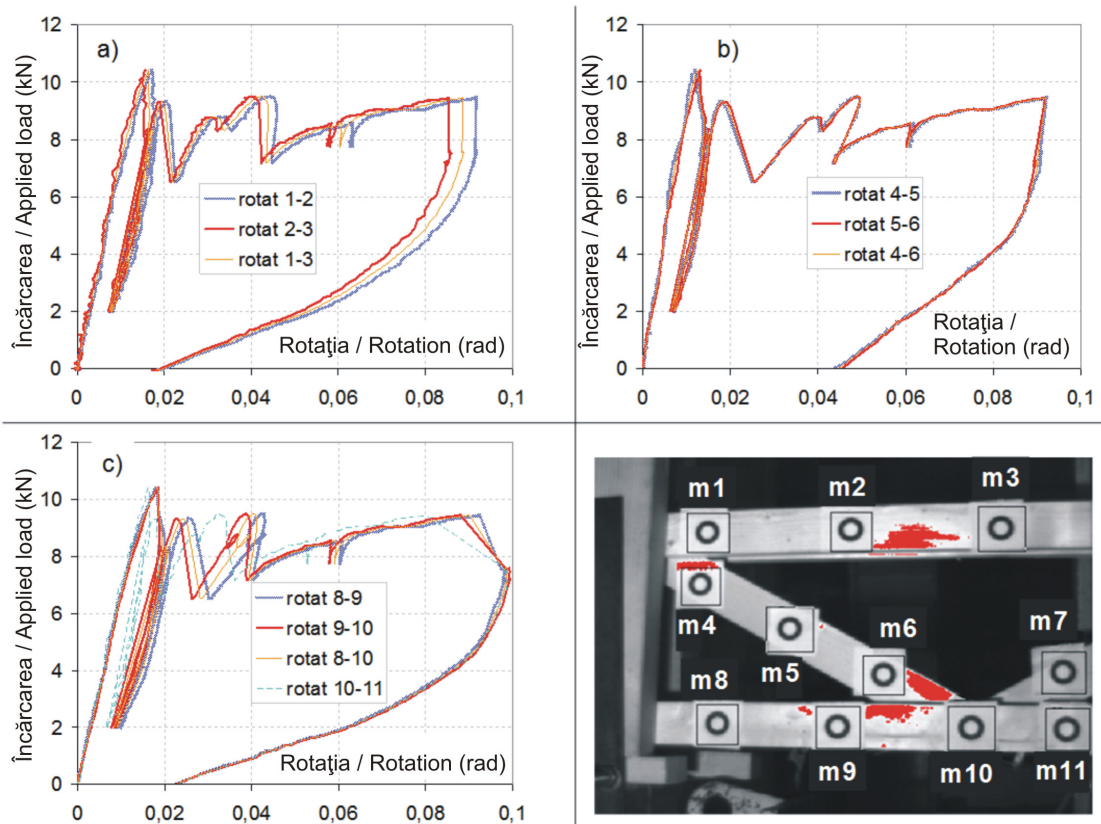 a)
Încărcarea / Applied load (kN)
12
10
8
6
4
2
0
rotat 1-2
rotat 2-3
rotat 1-3
Rotaţia / Rotation (rad)
0
0,02
0,04
0,06
0,08
0,1
b)
Încărcarea / Applied load (kN)
12
10
8
6
4
2
0
rotat 4-5
rotat 5-6
rotat 4-6
Rotaţia /
Rotation (rad)
0
0,02
0,04
0,06
0,08
0,1
c)
Încărcarea / Applied load (kN)
12
10
8
6
4
2
0
rotat 8-9
rotat 9-10
rotat 8-10
rotat 10-11
Rotaţia / Rotation (rad)
0
0,02
0,04
0,06
0,08
0,1
m1
m2
m3
m4
m5
m6
m7
m8
m9
m10
m11